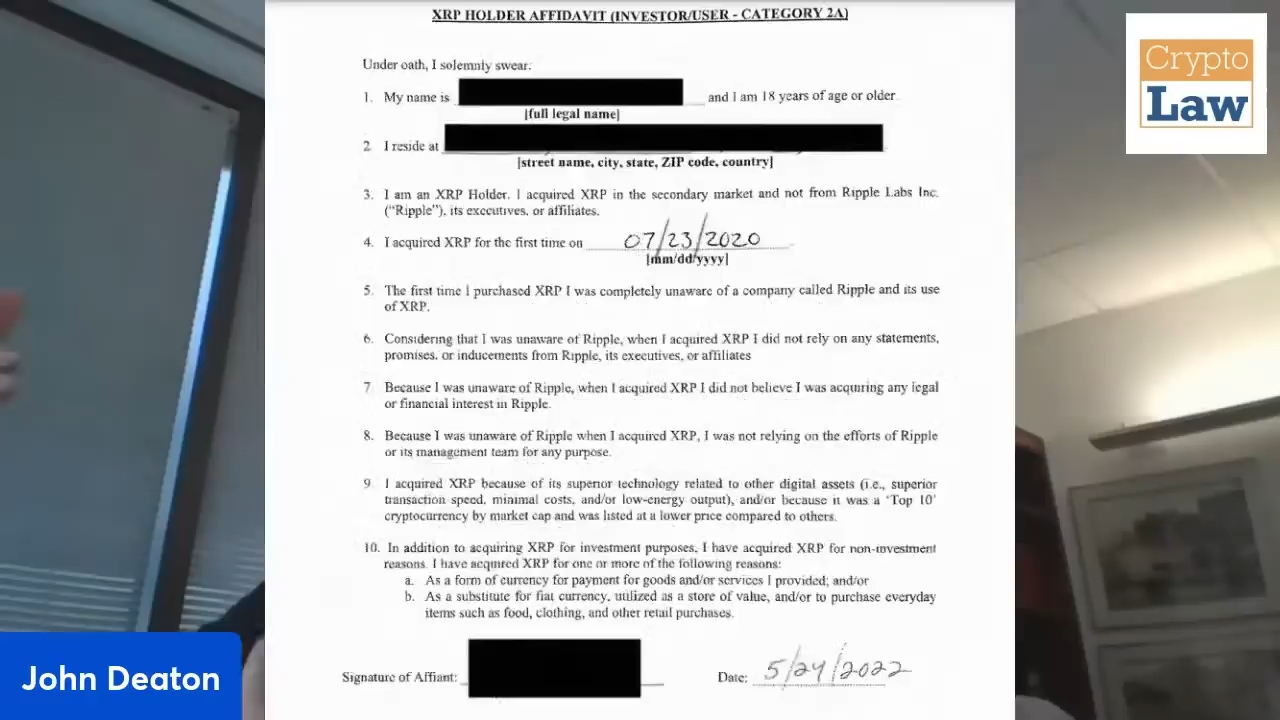 XRP HOLDER AFFIDAVIT (INVESTOR/USER - CATEGORY 2A)
Crypto
Law
Under oath, I solemnly swear:
1. My name is and I am 18 years of age or older
[full legal name]
2 I reside at
[street name, city, state, ZIP code, country]
3. I am an XRP Holder. I acquired XRP in the secondary market and not from Ripple Labs Inc.
("Ripple"), its executives, or affiliates.
4. I acquired XRP for the first time on 07/23/2020
[mm/dd/yyyy]
5. The first time I purchased XRP I was completely unaware of a company called Ripple and its use
of XRP.
6. Considering that I was unaware of Ripple, when I acquired XRP I did not rely on any statements,
promises, or inducements from Ripple, its executives, or affiliates
7 Because I was unaware of Ripple, when I acquired XRP I did not believe I was acquiring any legal
or financial interest in Ripple.
8. Because I was unaware of Ripple when I acquired XRP, I was not relying on the efforts of Ripple
or its management team for any purpose.
9 I acquired XRP because of its superior technology related to other digital assets (i.e., superior
transaction speed, minimal costs, and/or low-energy output), and/or because it was a 'Top 10'
cryptocurrency by market cap and was listed at a lower price compared to others.
10. In addition to acquiring XRP for investment purposes, I have acquired XRP for non-investment
reasons. I have acquired XRP for one or more of the following reasons:
a. As a form of currency for payment for goods and/or services I provided; and/or
b. As a substitute for fiat currency, utilized as a store of value, and/or to purchase everyday
items such as food, clothing, and other retail purchases.
Signature of Affiant: Date: 5/24/2022
John Deaton